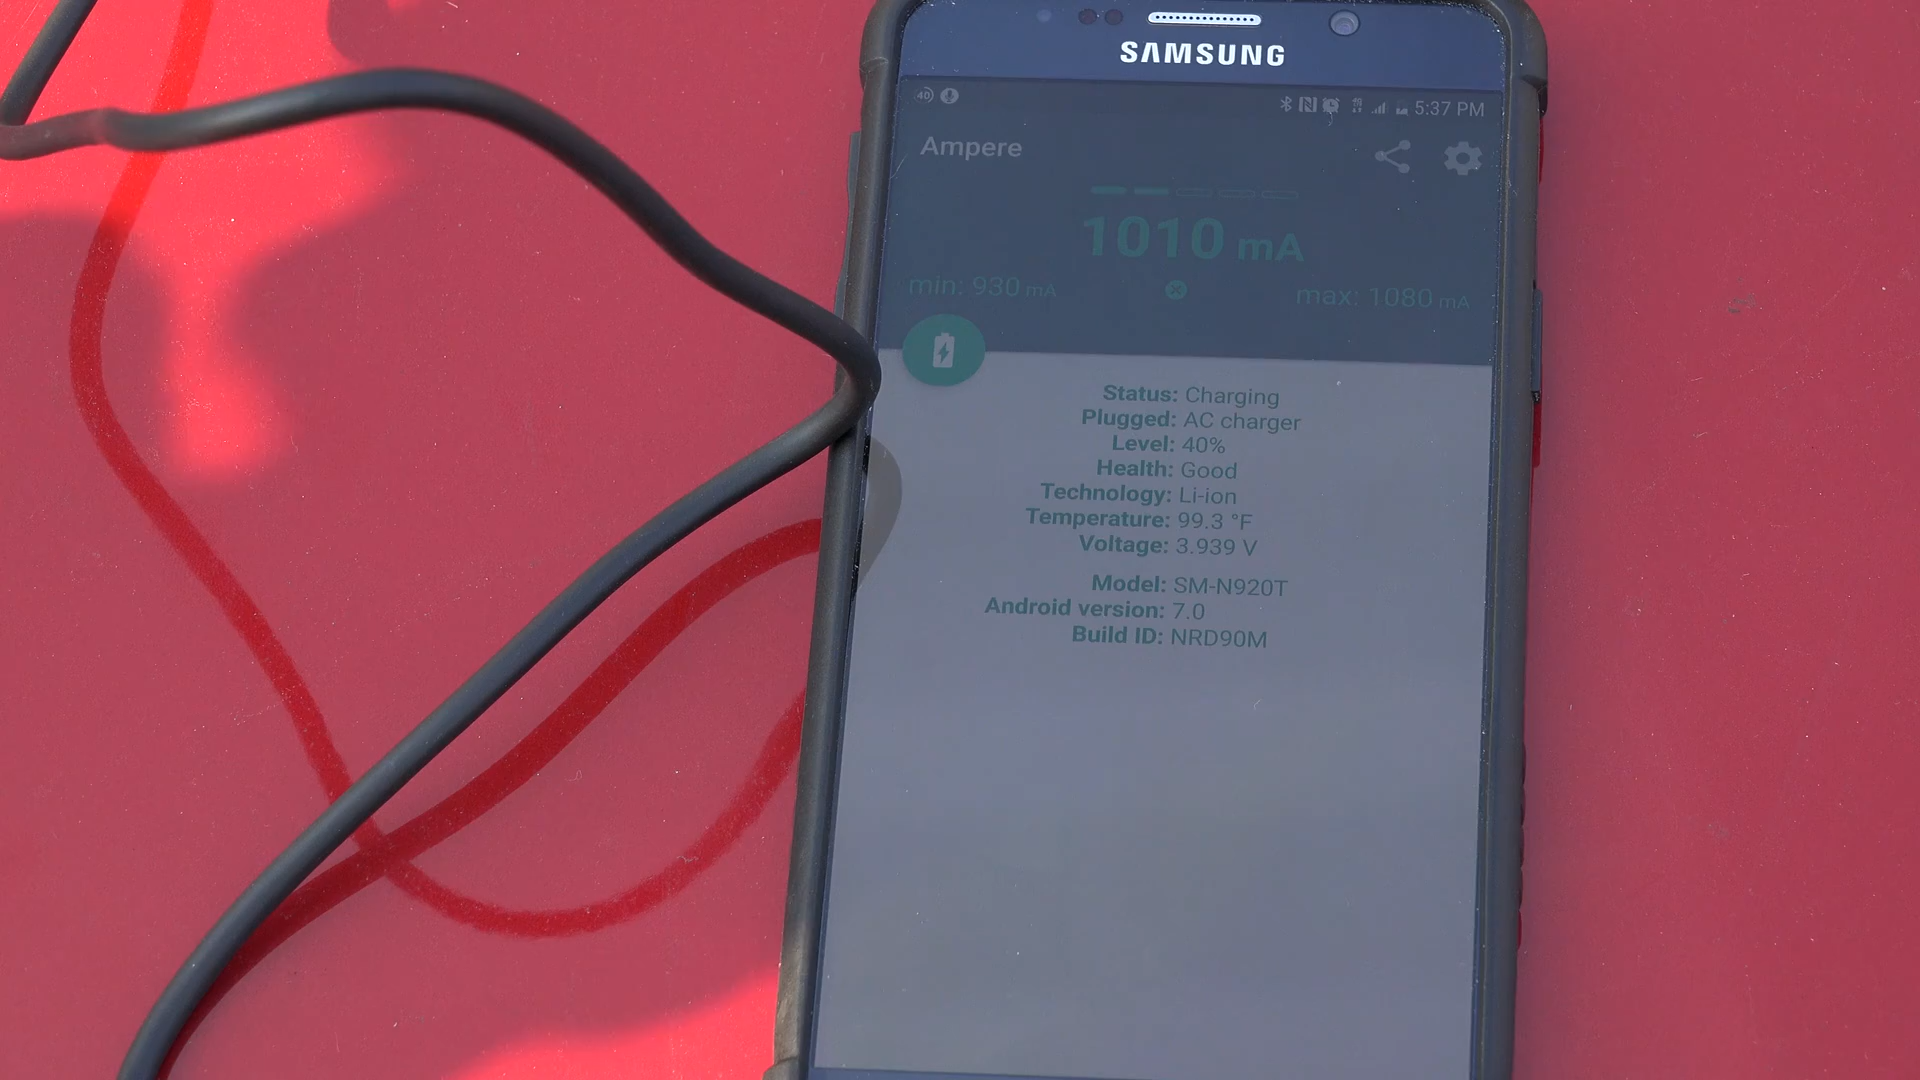 SAMSUNG
40 5:37 PM
Ampere
1010 mA
min: 930 mA max: 1080 mA
Status: Charging
Plugged: AC charger
Level: 40%
Health: Good
Technology: Li-ion
Temperature: 99.3 °F
Voltage: 3.939 V
Model: SM-N920T
Android version: 7.0
Build ID: NRD90M